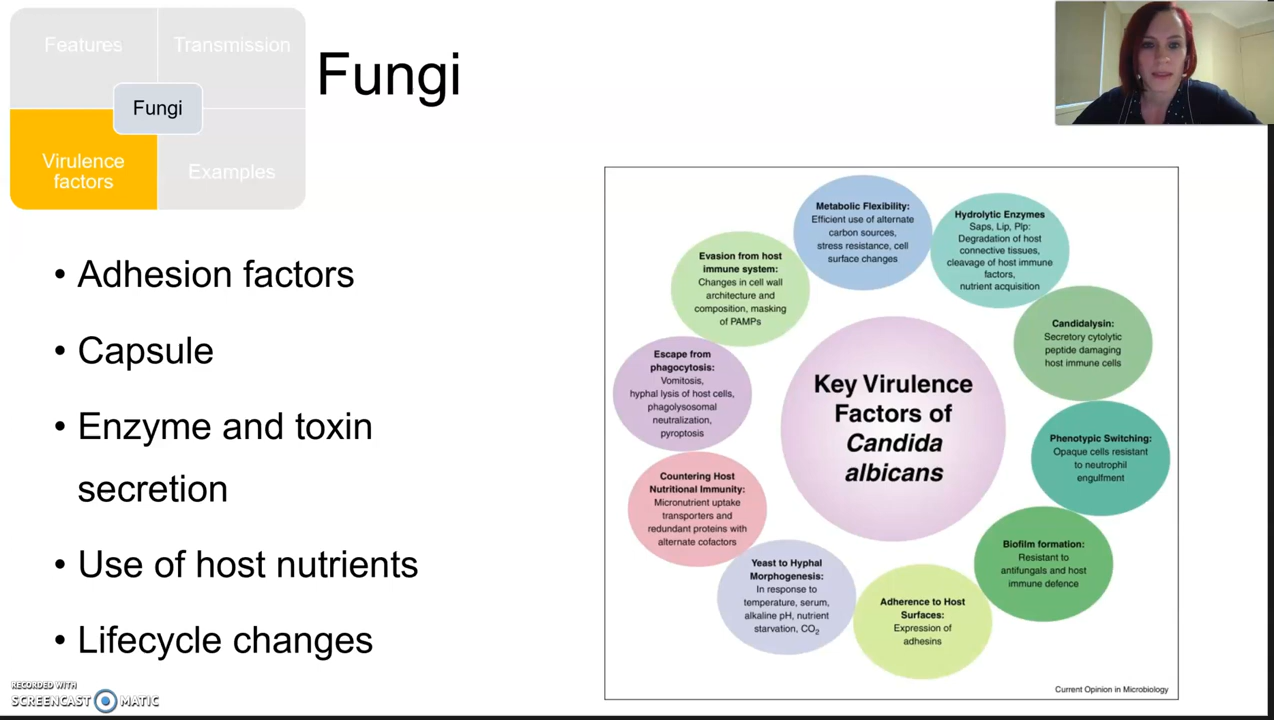 Features
Transmission
Fungi
Virulence
factors
Examples
Fungi
• Adhesion factors
• Capsule
• Enzyme and toxin
secretion
• Use of host nutrients
• Lifecycle changes
Metabolic Flexibility:
Efficient use of alternate
carbon sources,
stress resistance, cell
surface changes
Hydrolytic Enzymes
Saps, Lip, Plp:
Degradation of host
connective tissues,
cleavage of host immune
factors,
nutrient acquisition
Candidalysin:
Secretory cytolytic
peptide damaging
host immune cells
Phenotypic Switching:
Opaque cells resistant
to neutrophil
engulfment
Biofilm formation:
Resistant to
antifungals and host
immune defence
Adherence to Host
Surfaces:
Expression of
adhesins
Yeast to Hyphal
Morphogenesis:
In response to
temperature, serum,
alkaline pH, nutrient
starvation, CO2
Countering Host
Nutritional Immunity:
Micronutrient uptake
transporters and
redundant proteins with
alternate cofactors
Escape from
phagocytosis:
Vomitosis,
hyphal lysis of host cells,
phagolysosomal
neutralization,
pyroptosis
Evasion from host
immune system:
Changes in cell wall
architecture and
composition, masking
of PAMPs
Key Virulence
Factors of
Candida
albicans
Current Opinion in Microbiology
RECORDED WITH
SCREENCAST MATIC